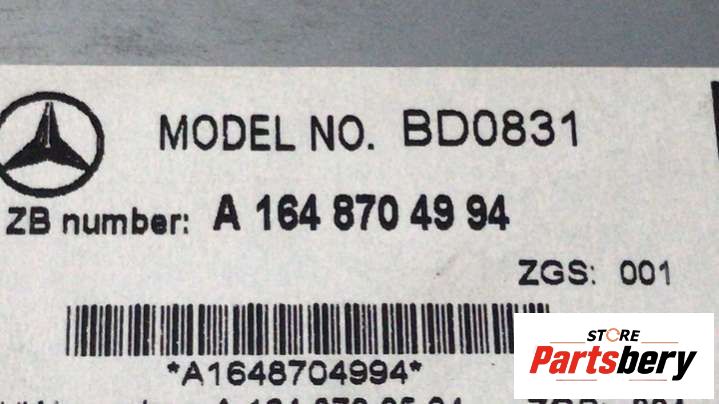 MODEL NO. BD0831
ZB number: A 164 870 49 94
ZGS: 001
*A1648704994*
STORE
Partsbery